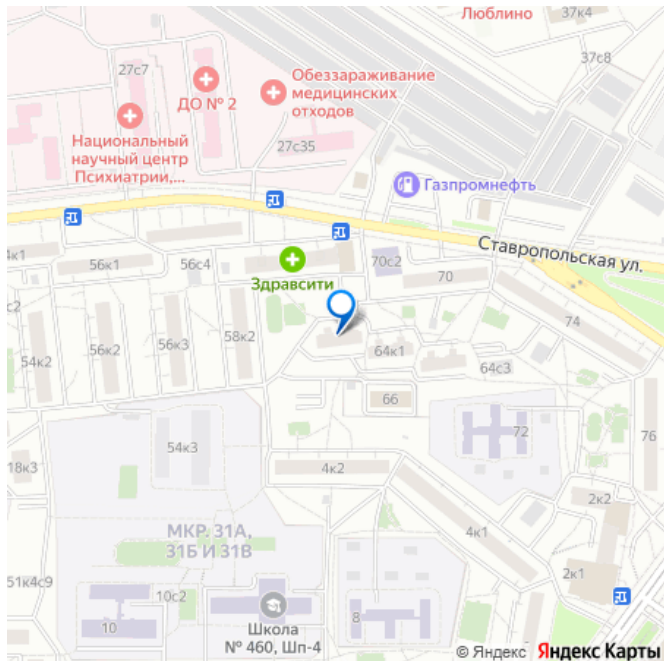 Люблино
37к4
37с8
27с7
ДО № 2
Обеззараживание
медицинских
отходов
Национальный
научный центр
Психиатрии,...
27с35
Газпромнефть
Ставропольская ул.
4к1
56к1
56с4
Здравсити
70с2
70
74
с2
54к2
56к2
56к3
58к2
64к1
64с3
66
72
76
54к3
18к3
4к2
4к1
2к2
2к1
МКР. 31А,
31Б И 31В
51к4с9
10с2
10
Школа
№ 460, Шп-4
8
© Яндекс Яндекс Карты